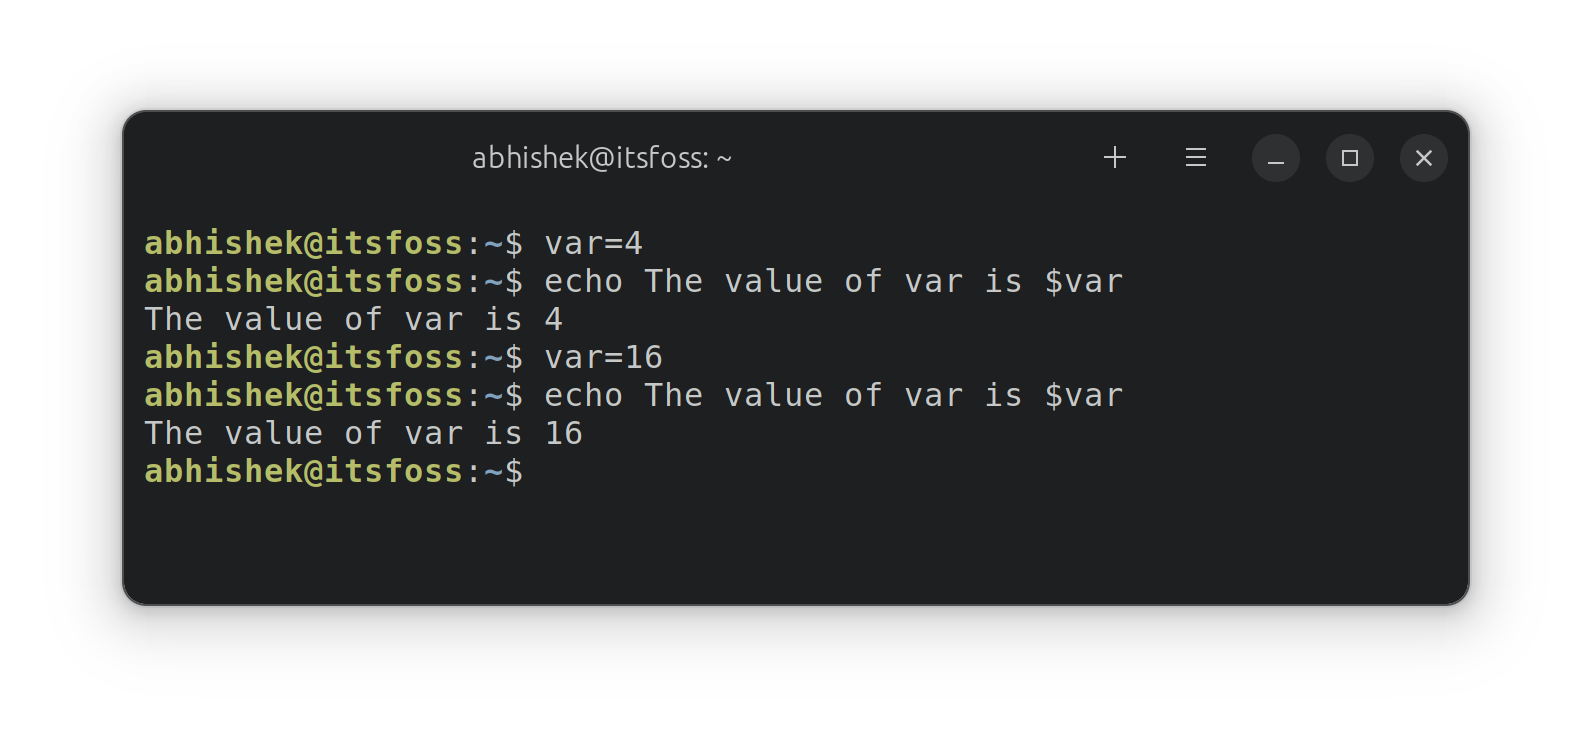 abhishek@itsfoss: ~
abhishek@itsfoss:~$ var=4
abhishek@itsfoss:~$ echo The value of var is $var
The value of var is 4
abhishek@itsfoss:~$ var=16
abhishek@itsfoss:~$ echo The value of var is $var
The value of var is 16
abhishek@itsfoss:~$